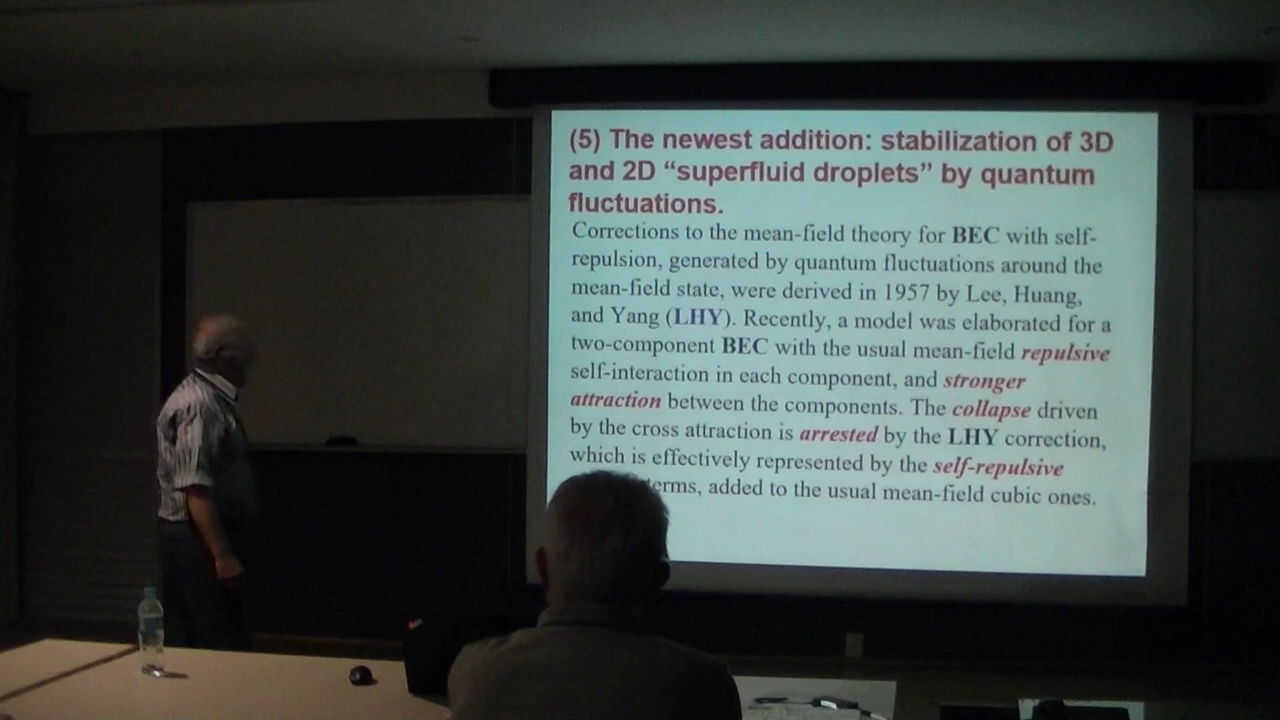 (5) The newest addition: stabilization of 3D
and 2D “superfluid droplets” by quantum
fluctuations.
Corrections to the mean-field theory for BEC with self-
repulsion, generated by quantum fluctuations around the
mean-field state, were derived in 1957 by Lee, Huang,
and Yang (LHY). Recently, a model was elaborated for a
two-component BEC with the usual mean-field repulsive
self-interaction in each component, and stronger
attraction between the components. The collapse driven
by the cross attraction is arrested by the LHY correction,
which is effectively represented by the self-repulsive
terms, added to the usual mean-field cubic ones.